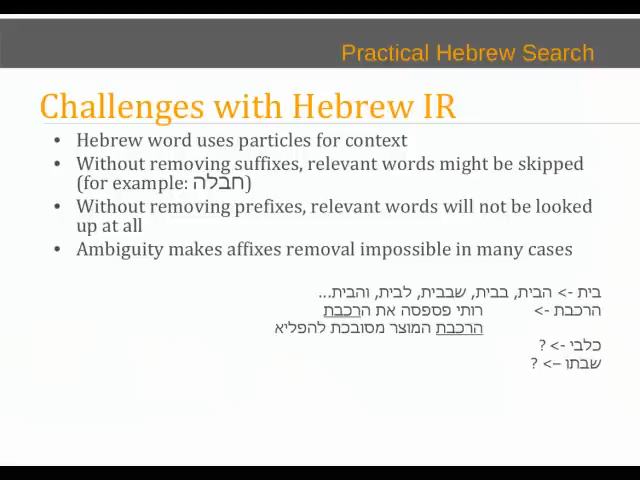 Practical Hebrew Search
Challenges with Hebrew IR
• Hebrew word uses particles for context
• Without removing suffixes, relevant words might be skipped
(for example: חבלה)
• Without removing prefixes, relevant words will not be looked
up at all
• Ambiguity makes affixes removal impossible in many cases
בית -> הבית, בבית, שבבית, לבית, והבית...
הרכבת -> רותי פספסה את הרכבת
הרכבת המוצר מסובכת להפליא
כלבי -> ?
שבתו –> ?